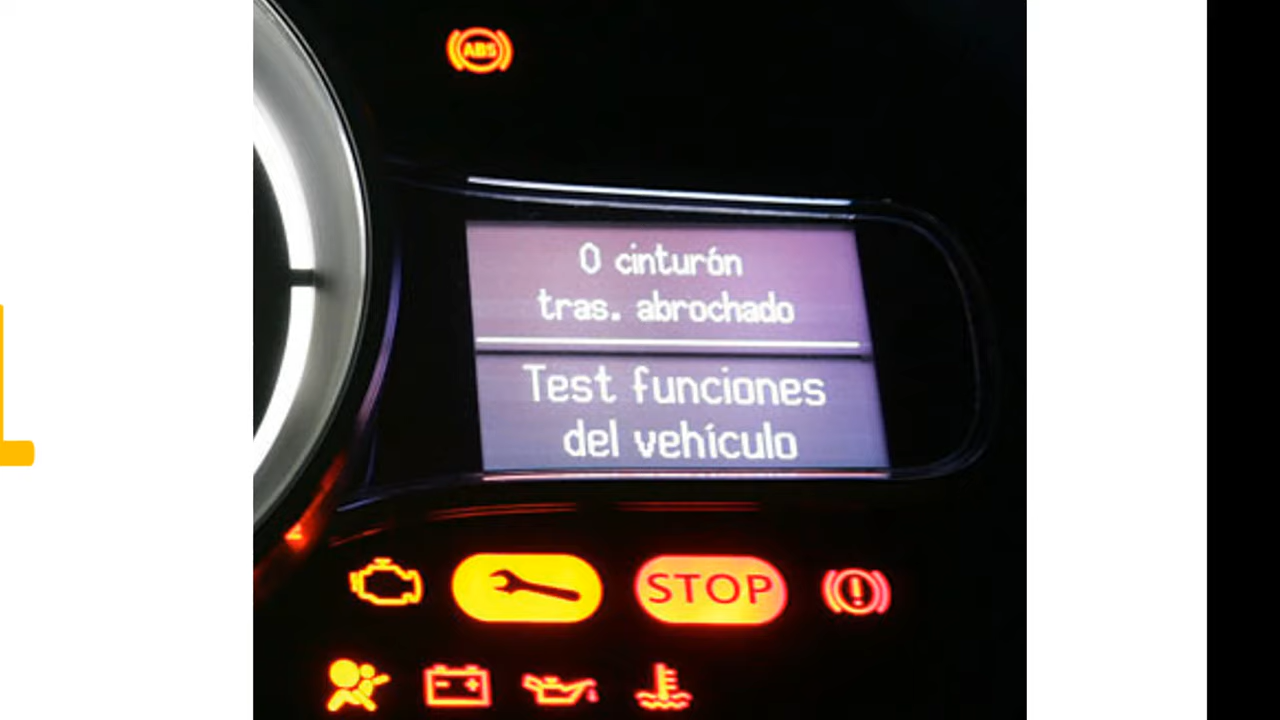 ABS
0 cinturón
tras. abrochado
Test funciones
del vehículo
STOP